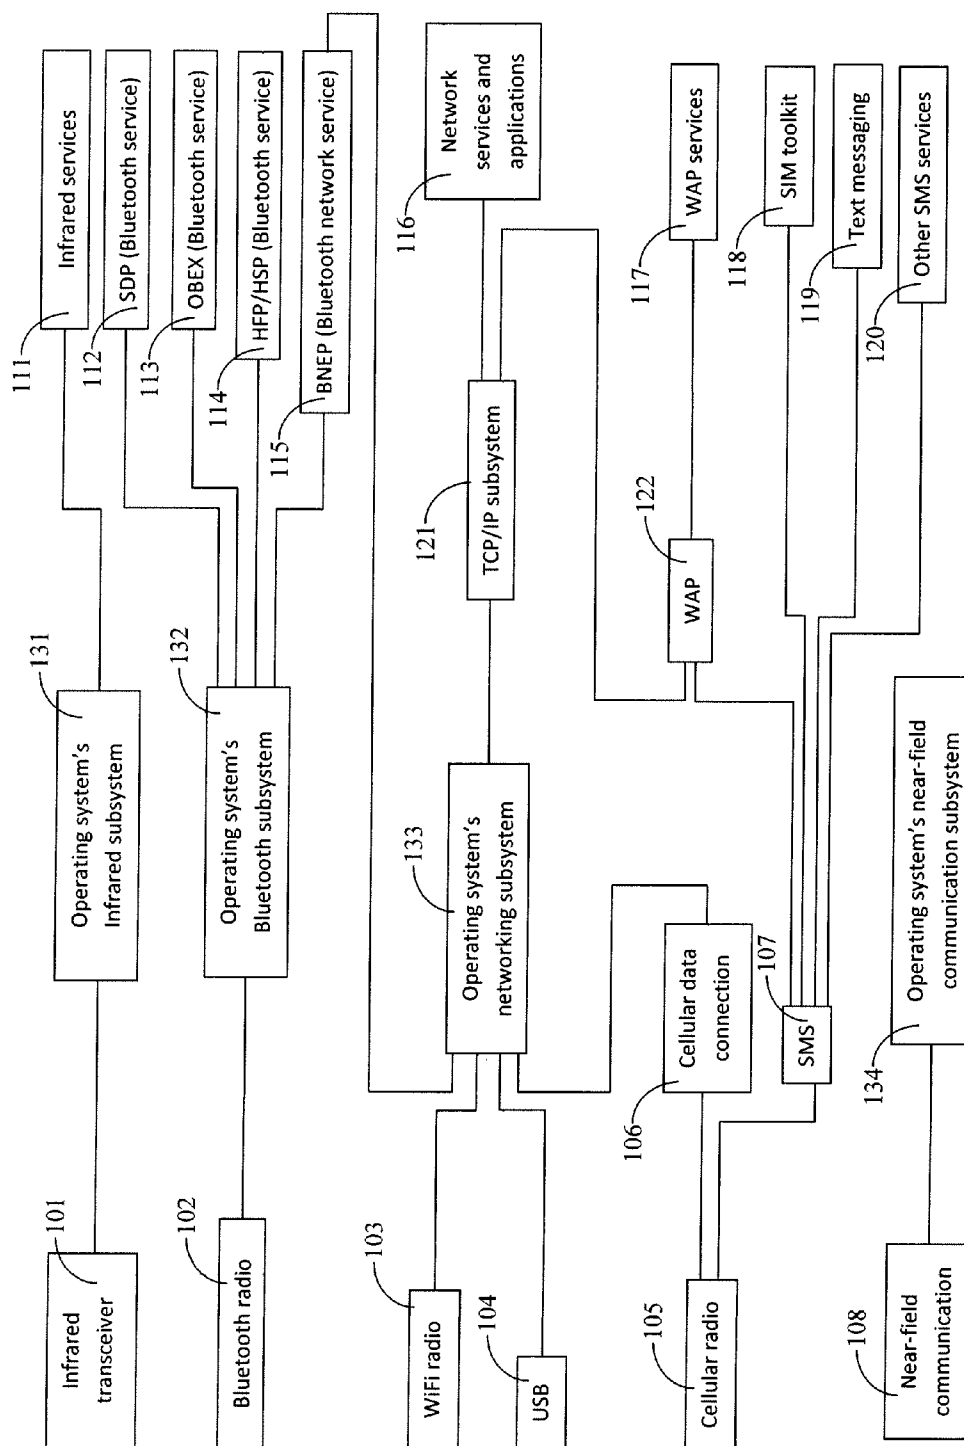 Infrared
transceiver
101
Operating system's
Infrared subsystem
131
Infrared services
111
SDP (Bluetooth service)
112
Bluetooth radio
102
Operating system's
Bluetooth subsystem
132
OBEX (Bluetooth service)
113
HFP/HSP (Bluetooth service)
114
BNEP (Bluetooth network service)
115
WiFi radio
103
USB
104
Operating system's
networking subsystem
133
TCP/IP subsystem
121
Network
services and
applications
116
Cellular radio
105
Cellular data
connection
106
WAP
122
WAP services
117
SMS
107
SIM toolkit
118
Text messaging
119
Other SMS services
120
Near-field
communication
108
Operating system's near-field
communication subsystem
134